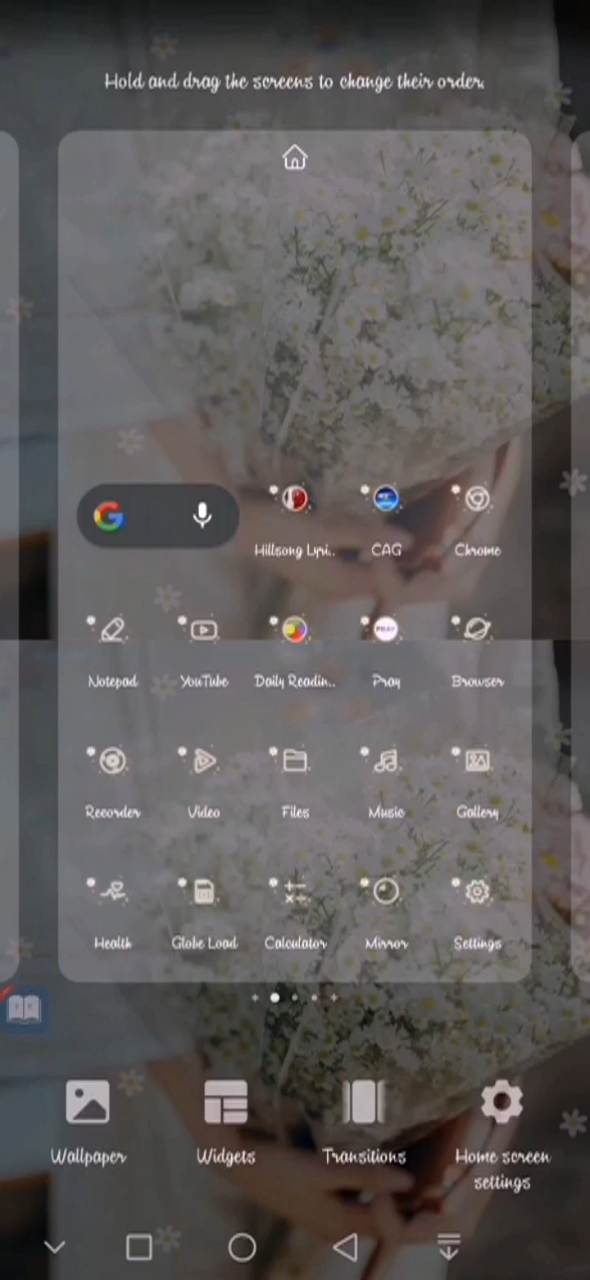 Hold and drag the screens to change their order.
Hillsong Lyri..
CAG
Chrome
PRAY
Notepad
YouTube
Daily Readin..
Pray
Browser
Recorder
Video
Files
Music
Gallery
Health
Globe Load
Calculator
Mirror
Settings
Wallpaper
Widgets
Transitions
Home screen
settings